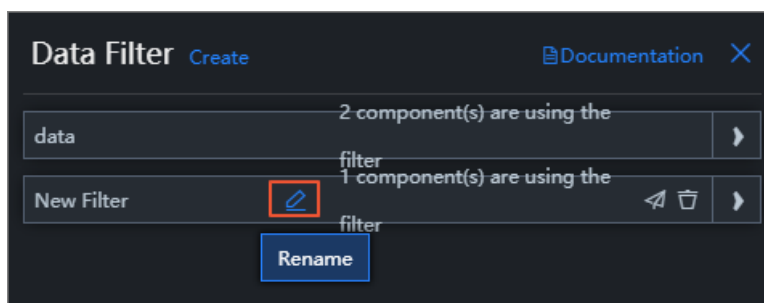 Data Filter Create Documentation
2 component(s) are using the
data
filter
1 component(s) are using the
New Filter
filter
Rename